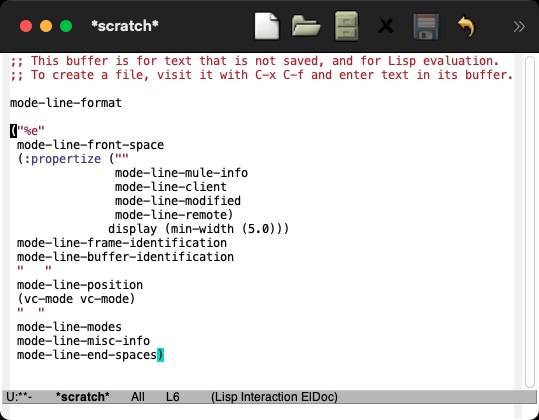 *scratch*
;; This buffer is for text that is not saved, and for Lisp evaluation.
;; To create a file, visit it with C-x C-f and enter text in its buffer.
mode-line-format
("%e"
 mode-line-front-space
 (:propertize (""
               mode-line-mule-info
               mode-line-client
               mode-line-modified
               mode-line-remote)
              display (min-width (5.0)))
 mode-line-frame-identification
 mode-line-buffer-identification
 "   "
 mode-line-position
 (vc-mode vc-mode)
 "  "
 mode-line-modes
 mode-line-misc-info
 mode-line-end-spaces)
U:**-  *scratch*  All  L6  (Lisp Interaction ElDoc)